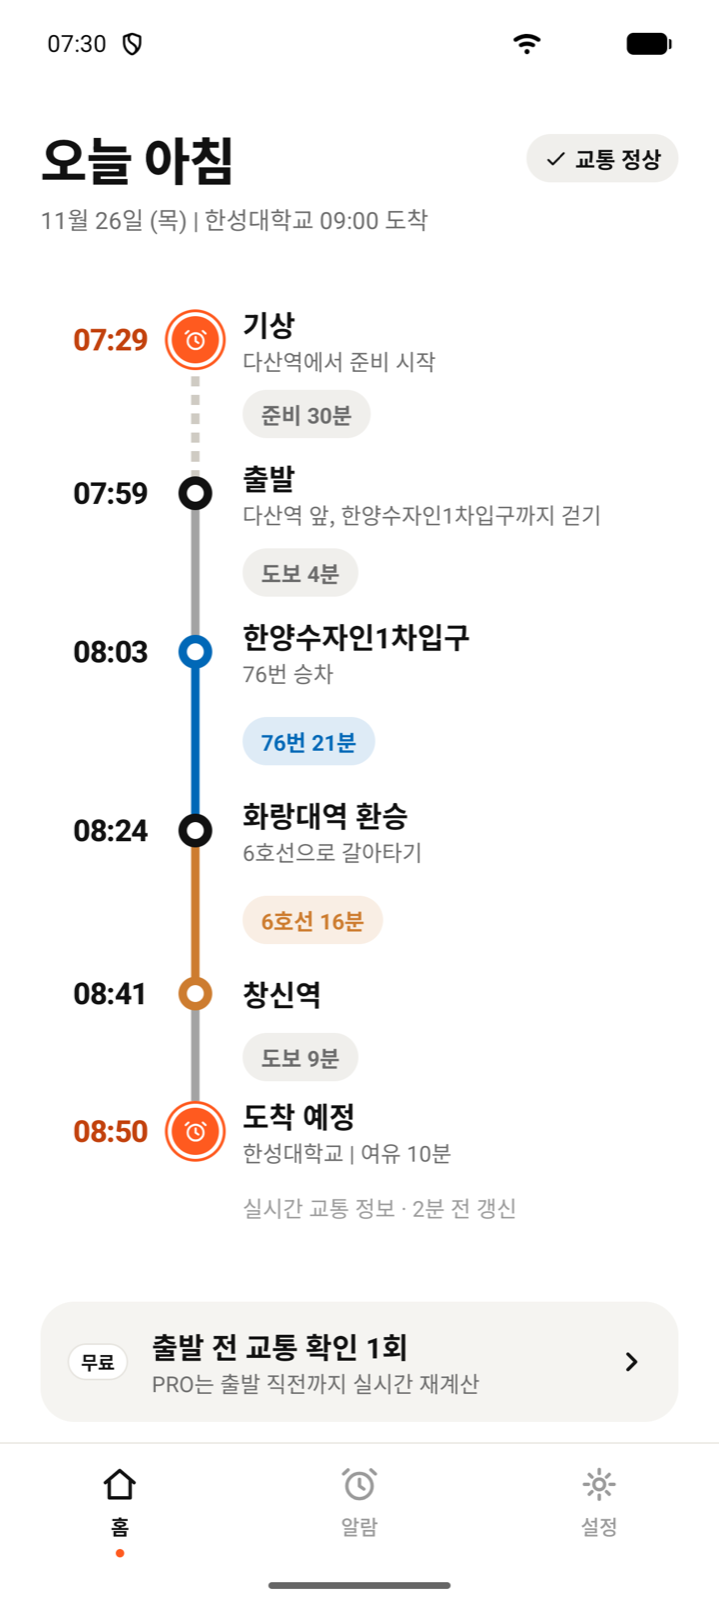 07:30
오늘 아침
교통 정상
11월 26일 (목) | 한성대학교 09:00 도착
07:29
기상
다산역에서 준비 시작
준비 30분
07:59
출발
다산역 앞, 한양수자인1차입구까지 걷기
도보 4분
08:03
한양수자인1차입구
76번 승차
76번 21분
08:24
화랑대역 환승
6호선으로 갈아타기
6호선 16분
08:41
창신역
도보 9분
08:50
도착 예정
한성대학교 | 여유 10분
실시간 교통 정보 · 2분 전 갱신
무료
출발 전 교통 확인 1회
PRO는 출발 직전까지 실시간 재계산
홈
알람
설정